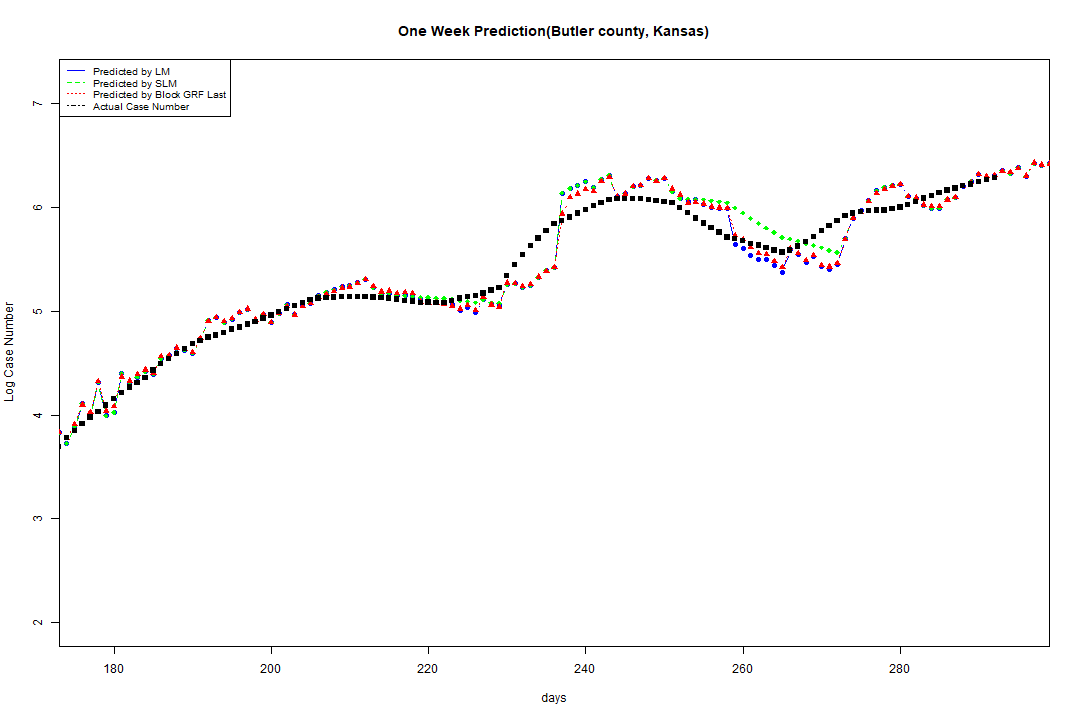 One Week Prediction(Butler county, Kansas)
Predicted by LM
Predicted by SLM
Predicted by Block GRF Last
Actual Case Number
7
6
5
4
3
2
Log Case Number
180 200 220 240 260 280
days